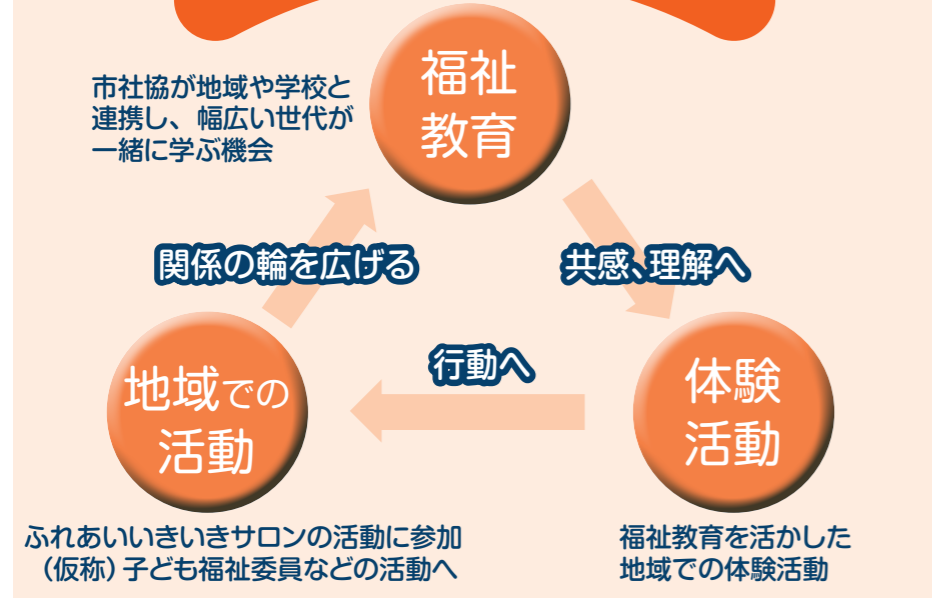 福祉
教育
市社協が地域や学校と
連携し、幅広い世代が
一緒に学ぶ機会
関係の輪を広げる
共感、理解へ
行動へ
地域での
活動
体験
活動
ふれあいいきいきサロンの活動に参加
（仮称）子ども福祉委員などの活動へ
福祉教育を活かした
地域での体験活動